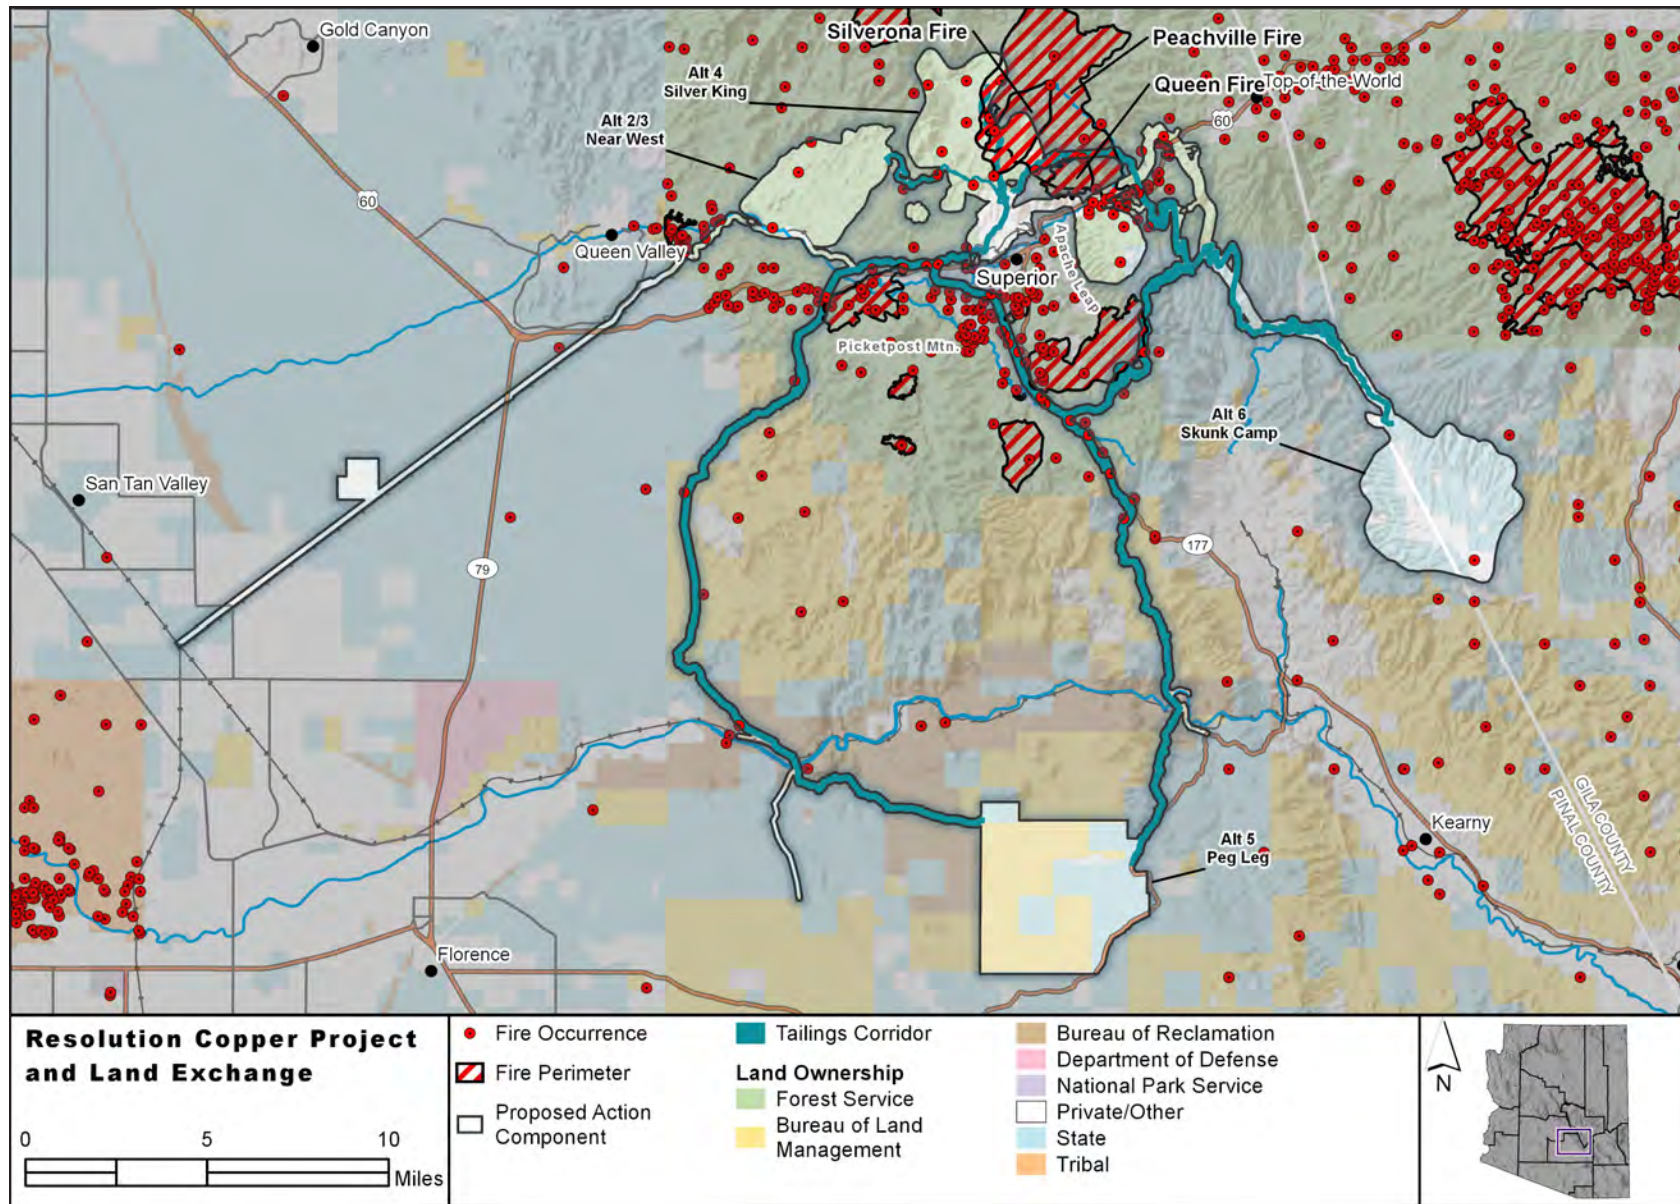 Gold Canyon
Silverona Fire
Peachville Fire
Alt 4
Silver King
Queen Fire
Top-of-the-World
60
Alt 2/3
Near West
60
Queen Valley
Superior
Apache Leap
Picketpost Mtn.
Alt 6
Skunk Camp
San Tan Valley
177
79
GILA COUNTY
PINAL COUNTY
Kearny
Alt 5
Peg Leg
Florence
Resolution Copper Project
and Land Exchange
0 5 10
Miles
Fire Occurrence
Fire Perimeter
Proposed Action
Component
Tailings Corridor
Land Ownership
Forest Service
Bureau of Land
Management
Bureau of Reclamation
Department of Defense
National Park Service
Private/Other
State
Tribal
N